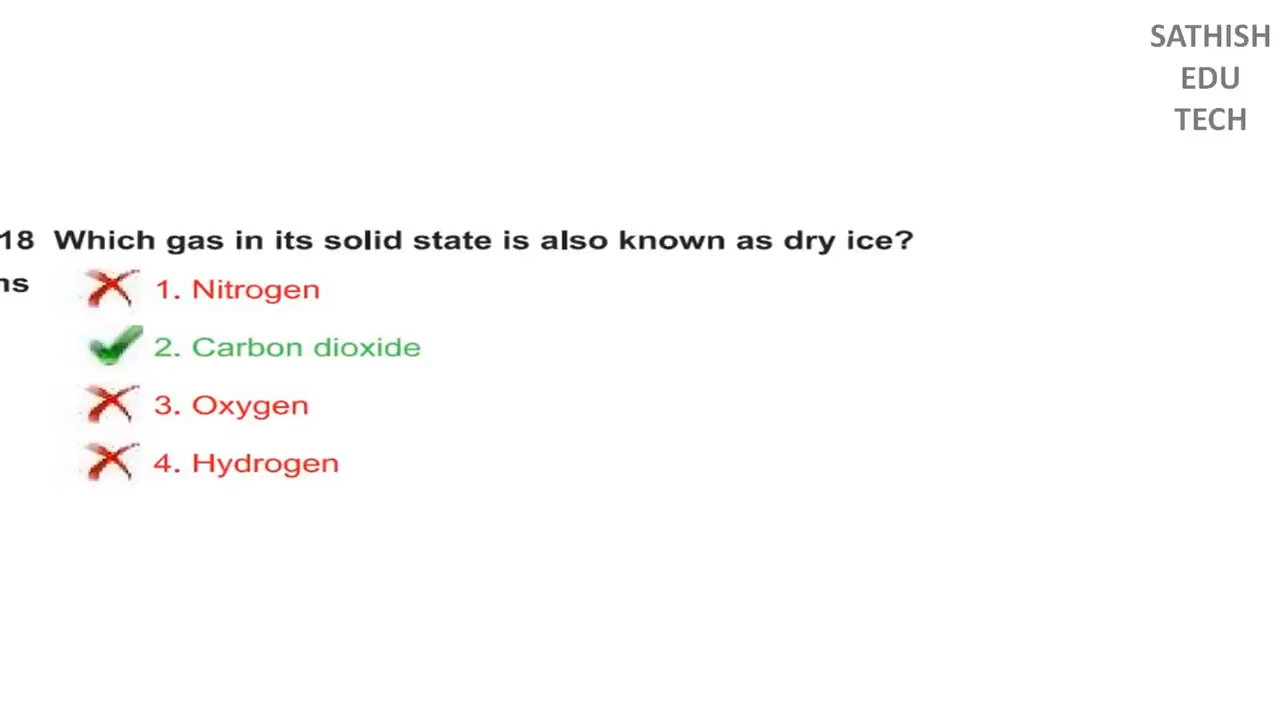 SATHISH
EDU
TECH
18 Which gas in its solid state is also known as dry ice?
ns
1. Nitrogen
2. Carbon dioxide
3. Oxygen
4. Hydrogen